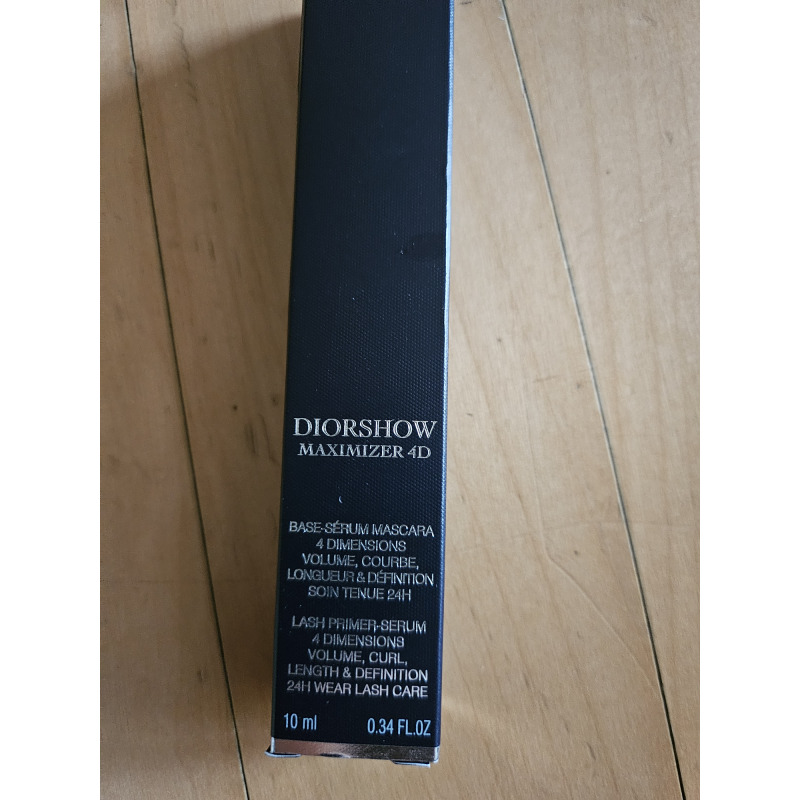 DIORSHOW
MAXIMIZER 4D
BASE-SÉRUM MASCARA
4 DIMENSIONS
VOLUME, COURBE,
LONGUEUR & DÉFINITION
SOIN TENUE 24H
LASH PRIMER-SERUM
4 DIMENSIONS
VOLUME, CURL,
LENGTH & DEFINITION
24H WEAR LASH CARE
10 ml 0.34 FL.OZ